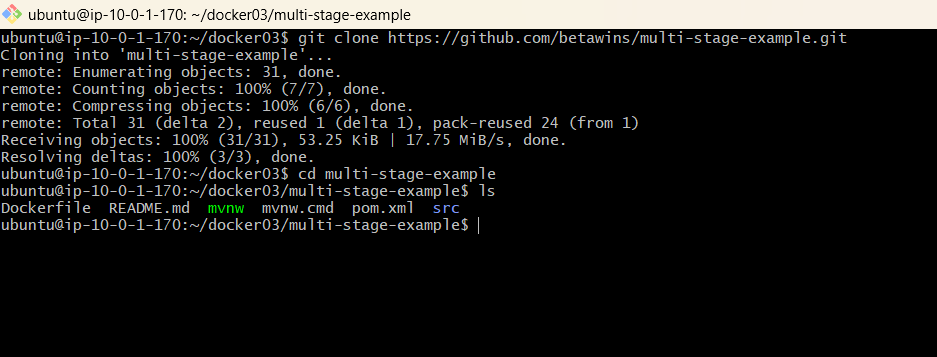 ubuntu@ip-10-0-1-170: ~/docker03/multi-stage-example
ubuntu@ip-10-0-1-170:~/docker03$ git clone https://github.com/betawins/multi-stage-example.git
Cloning into 'multi-stage-example'...
remote: Enumerating objects: 31, done.
remote: Counting objects: 100% (7/7), done.
remote: Compressing objects: 100% (6/6), done.
remote: Total 31 (delta 2), reused 1 (delta 1), pack-reused 24 (from 1)
Receiving objects: 100% (31/31), 53.25 KiB | 17.75 MiB/s, done.
Resolving deltas: 100% (3/3), done.
ubuntu@ip-10-0-1-170:~/docker03$ cd multi-stage-example
ubuntu@ip-10-0-1-170:~/docker03/multi-stage-example$ ls
Dockerfile  README.md  mvnw  mvnw.cmd  pom.xml  src
ubuntu@ip-10-0-1-170:~/docker03/multi-stage-example$